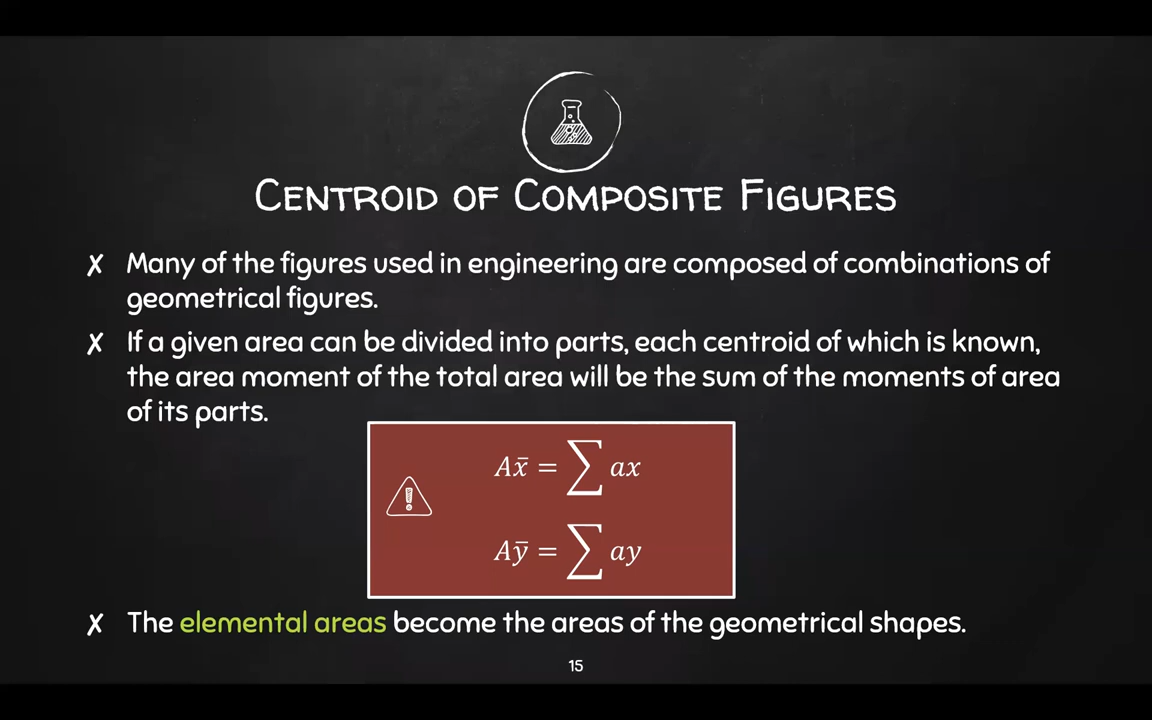 Centroid of Composite Figures
✗ Many of the figures used in engineering are composed of combinations of
geometrical figures.
✗ If a given area can be divided into parts, each centroid of which is known,
the area moment of the total area will be the sum of the moments of area
of its parts.
Ax̄ = ∑ ax
!
Aȳ = ∑ ay
✗ The elemental areas become the areas of the geometrical shapes.
15